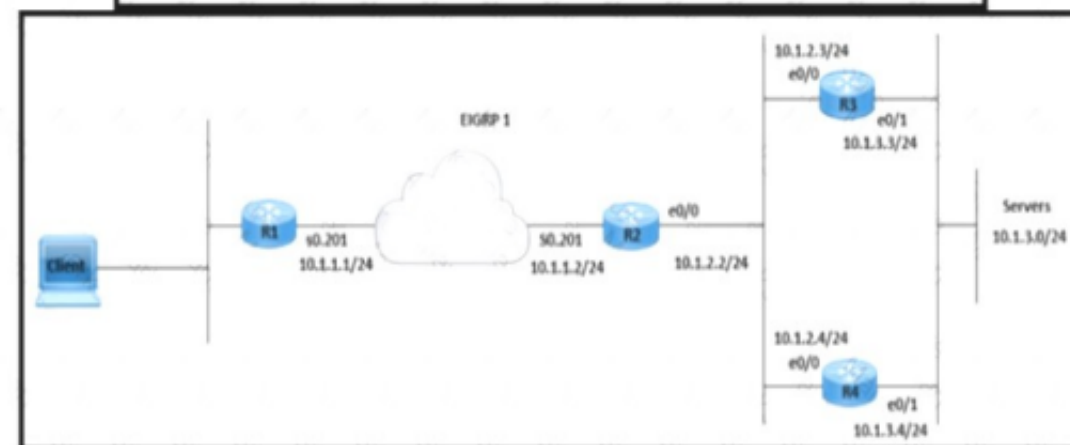 10.1.2.3/24
e0/0
R3
e0/1
10.1.3.3/24
EIGRP 1
R1
s0.201
10.1.1.1/24
S0.201
10.1.1.2/24
R2
e0/0
10.1.2.2/24
Servers
10.1.3.0/24
Client
10.1.2.4/24
e0/0
R4
e0/1
10.1.3.4/24